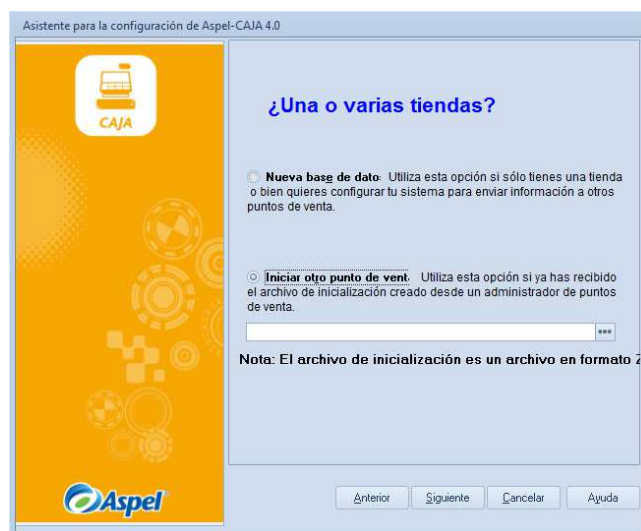 Asistente para la configuración de Aspel-CAJA 4.0
CAJA
¿Una o varias tiendas?
Nueva base de dato: Utiliza esta opción si sólo tienes una tienda
o bien quieres configurar tu sistema para enviar información a otros
puntos de venta.
Iniciar otro punto de vent. Utiliza esta opción si ya has recibido
el archivo de inicialización creado desde un administrador de puntos
de venta.
Nota: El archivo de inicialización es un archivo en formato Z
Aspel
Anterior Siguiente Cancelar Ayuda